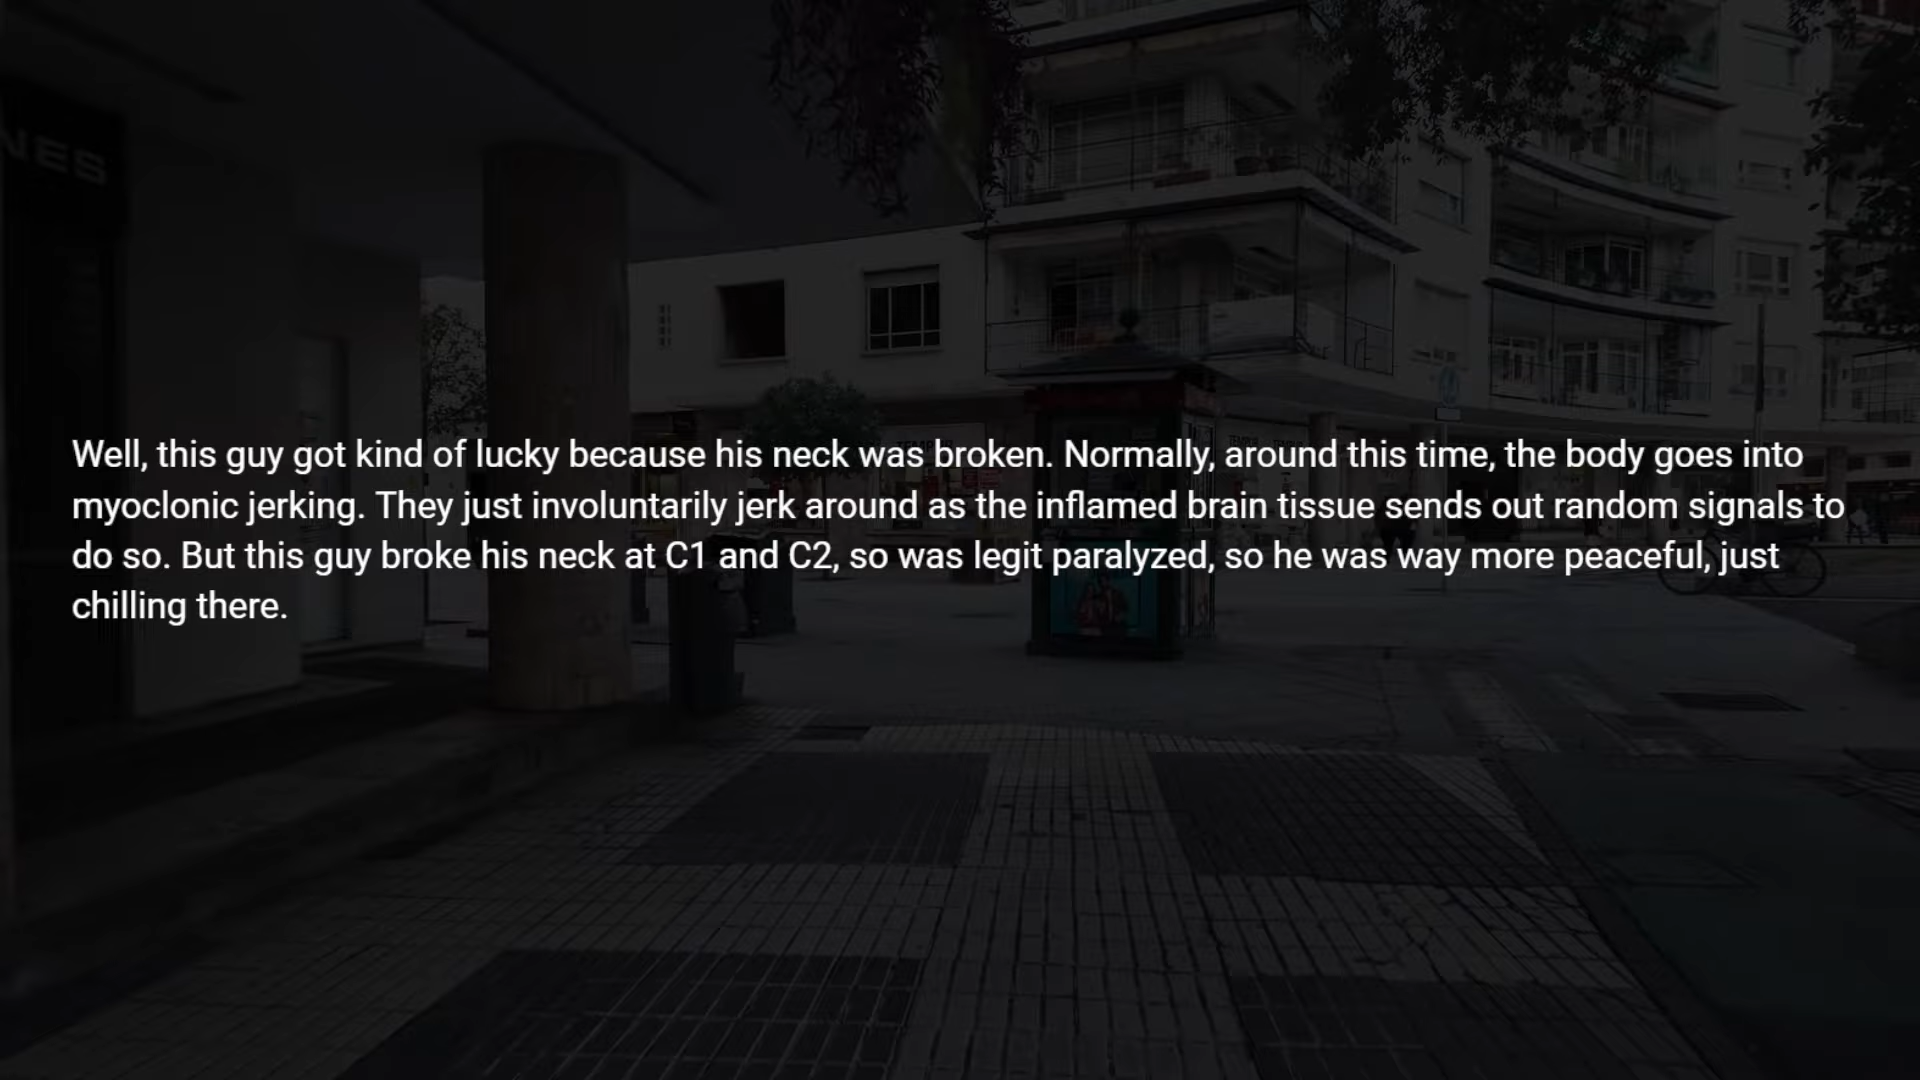 NES
Well, this guy got kind of lucky because his neck was broken. Normally, around this time, the body goes into
myoclonic jerking. They just involuntarily jerk around as the inflamed brain tissue sends out random signals to
do so. But this guy broke his neck at C1 and C2, so was legit paralyzed, so he was way more peaceful, just
chilling there.